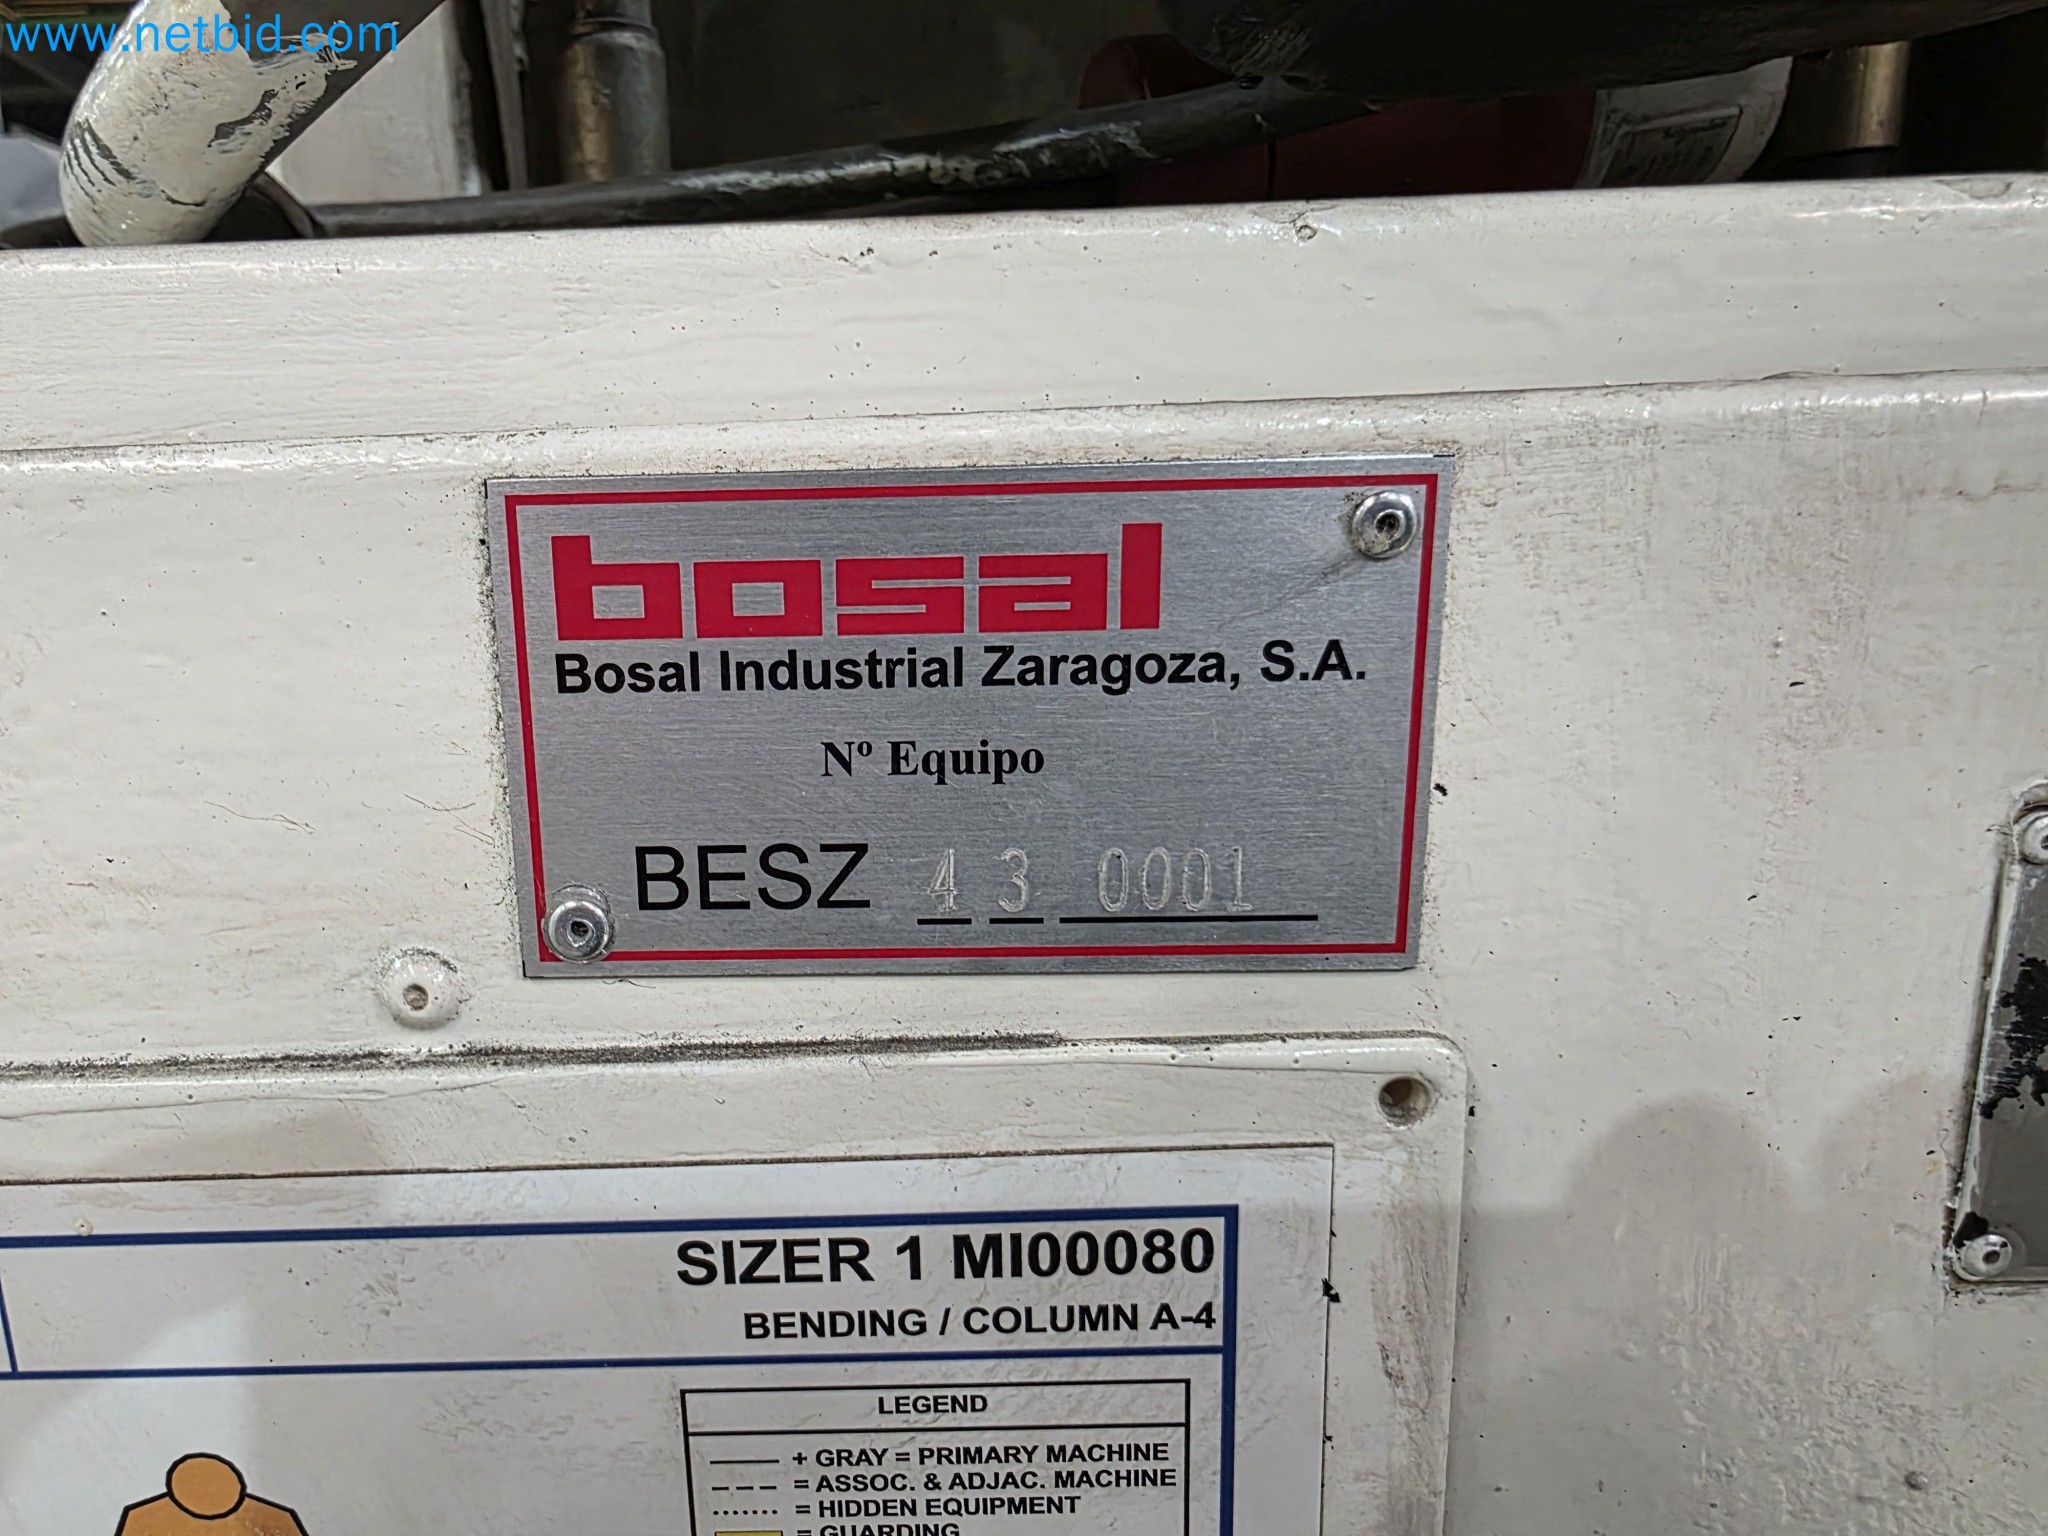 www.netbid.com
bosal
Bosal Industrial Zaragoza, S.A.
Nº Equipo
BESZ 4 3 0001
SIZER 1 MI00080
BENDING / COLUMN A-4
LEGEND
+ GRAY = PRIMARY MACHINE
= ASSOC. & ADJAC. MACHINE
= HIDDEN EQUIPMENT
= GUARDING